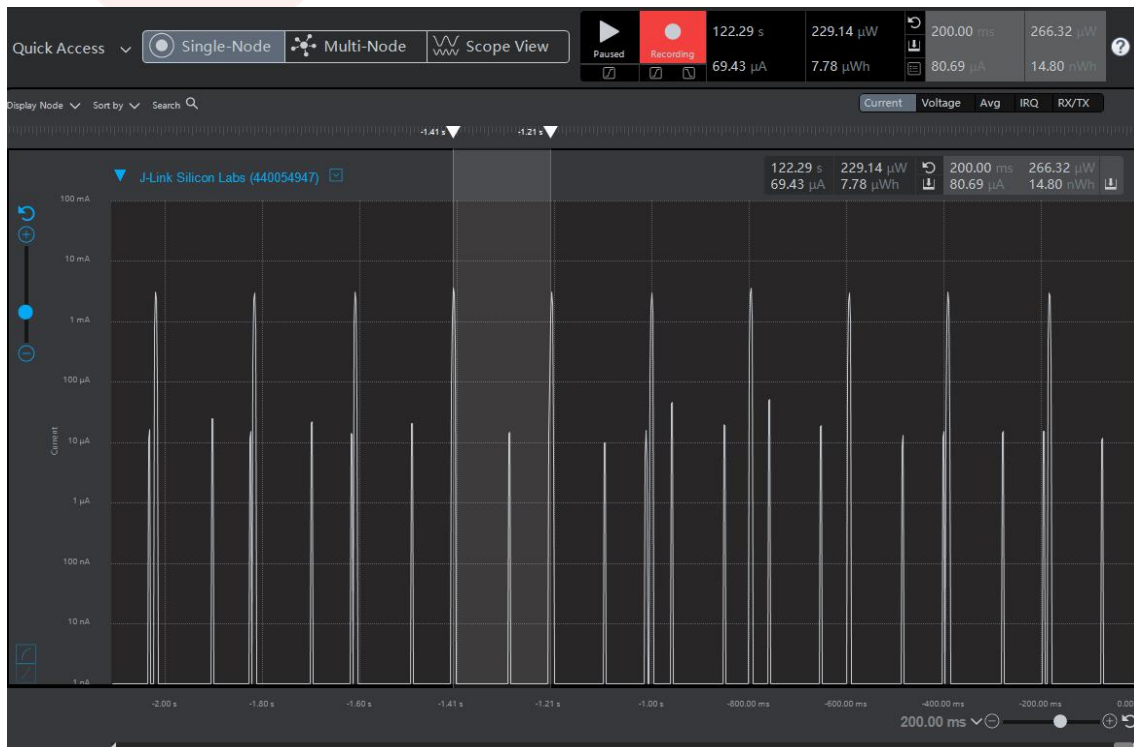 Quick Access Single-Node Multi-Node Scope View
Paused Recording
122.29 s 229.14 µW 200.00 ms 266.32 µW
69.43 µA 7.78 µWh 80.69 µA 14.80 nWh
?
Display Node Sort by Search
Current Voltage Avg IRQ RX/TX
-1.41 s -1.21 s
J-Link Silicon Labs (440054947)
122.29 s 229.14 µW 200.00 ms 266.32 µW
69.43 µA 7.78 µWh 80.69 µA 14.80 nWh
100 mA
10 mA
1 mA
100 µA
Current
10 µA
1 µA
100 nA
10 nA
1 nA
-2.00 s -1.80 s -1.60 s -1.41 s -1.21 s -1.00 s -800.00 ms -600.00 ms -400.00 ms -200.00 ms 0.00
200.00 ms